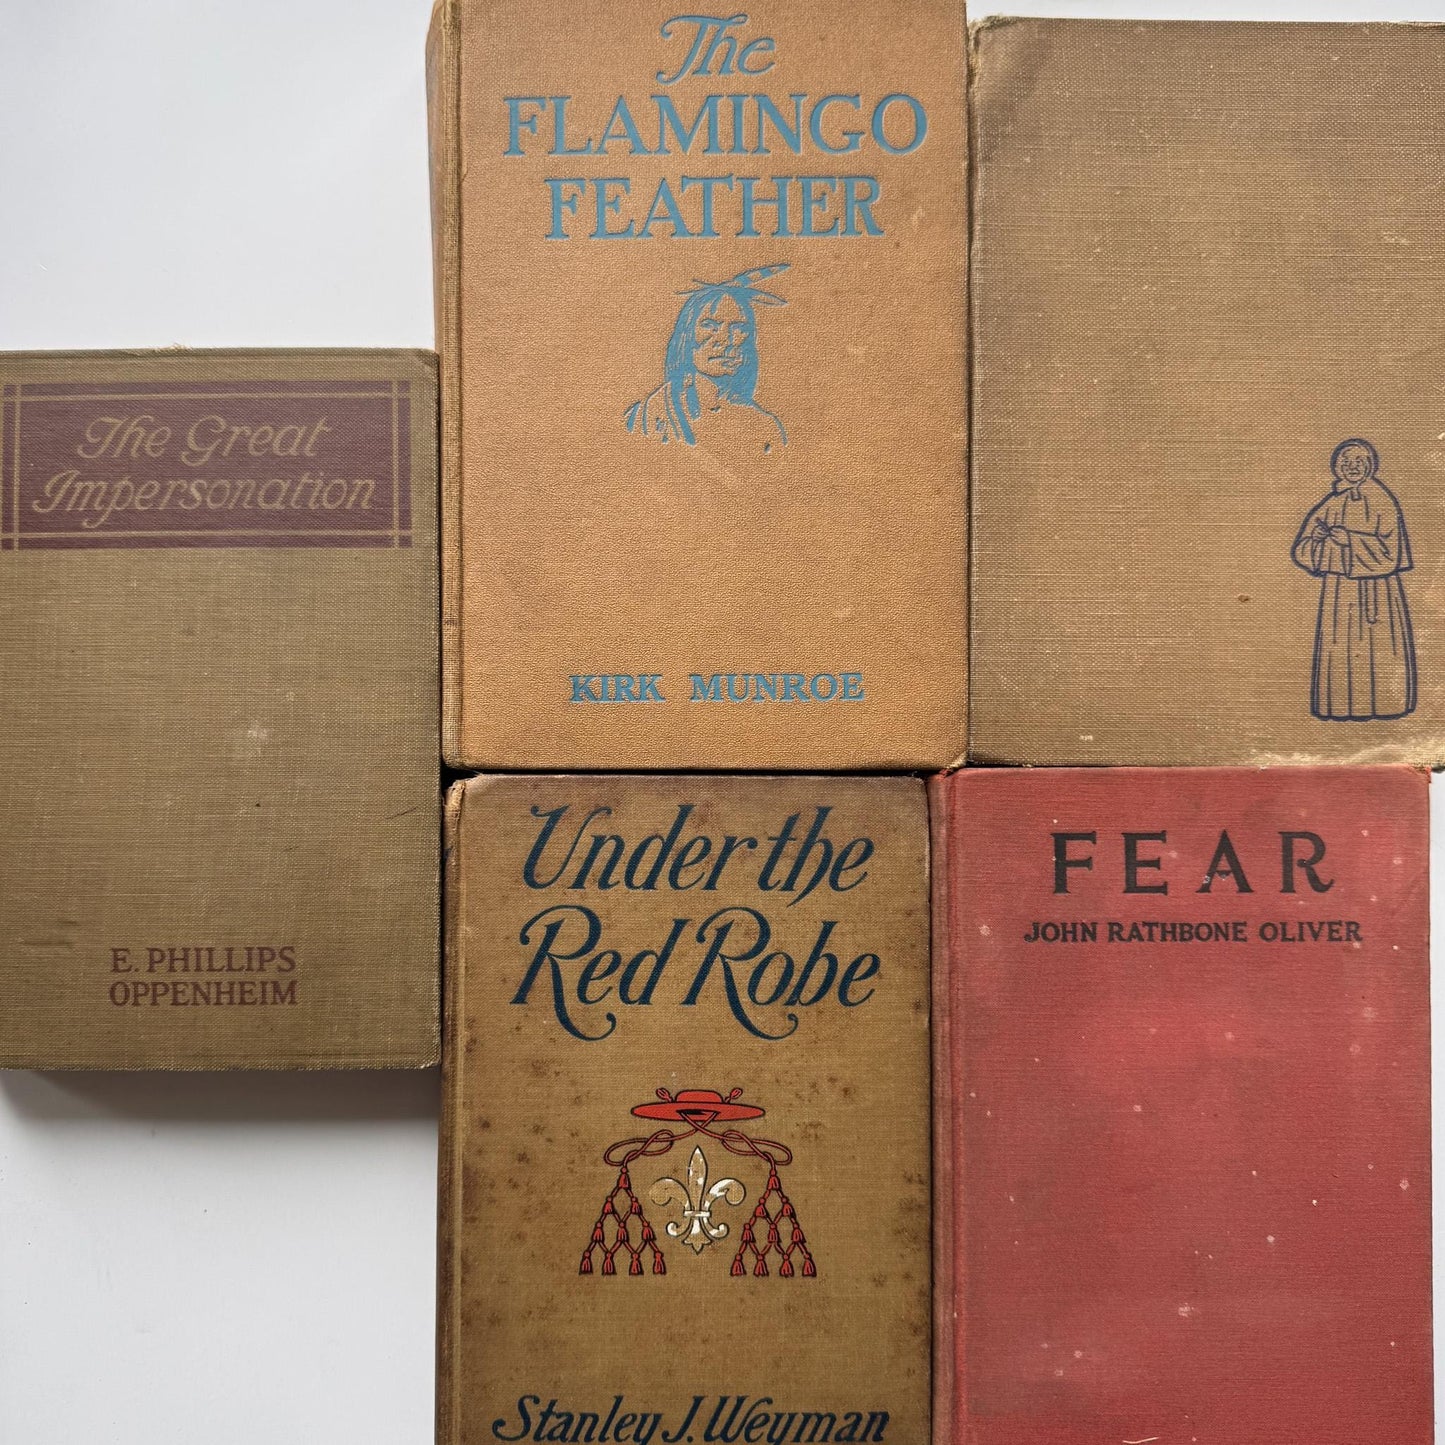 The
FLAMINGO
FEATHER
KIRK MUNROE
The Great
Impersonation
E. PHILLIPS
OPPENHEIM
Under the
Red Robe
Stanley J. Weyman
FEAR
JOHN RATHBONE OLIVER